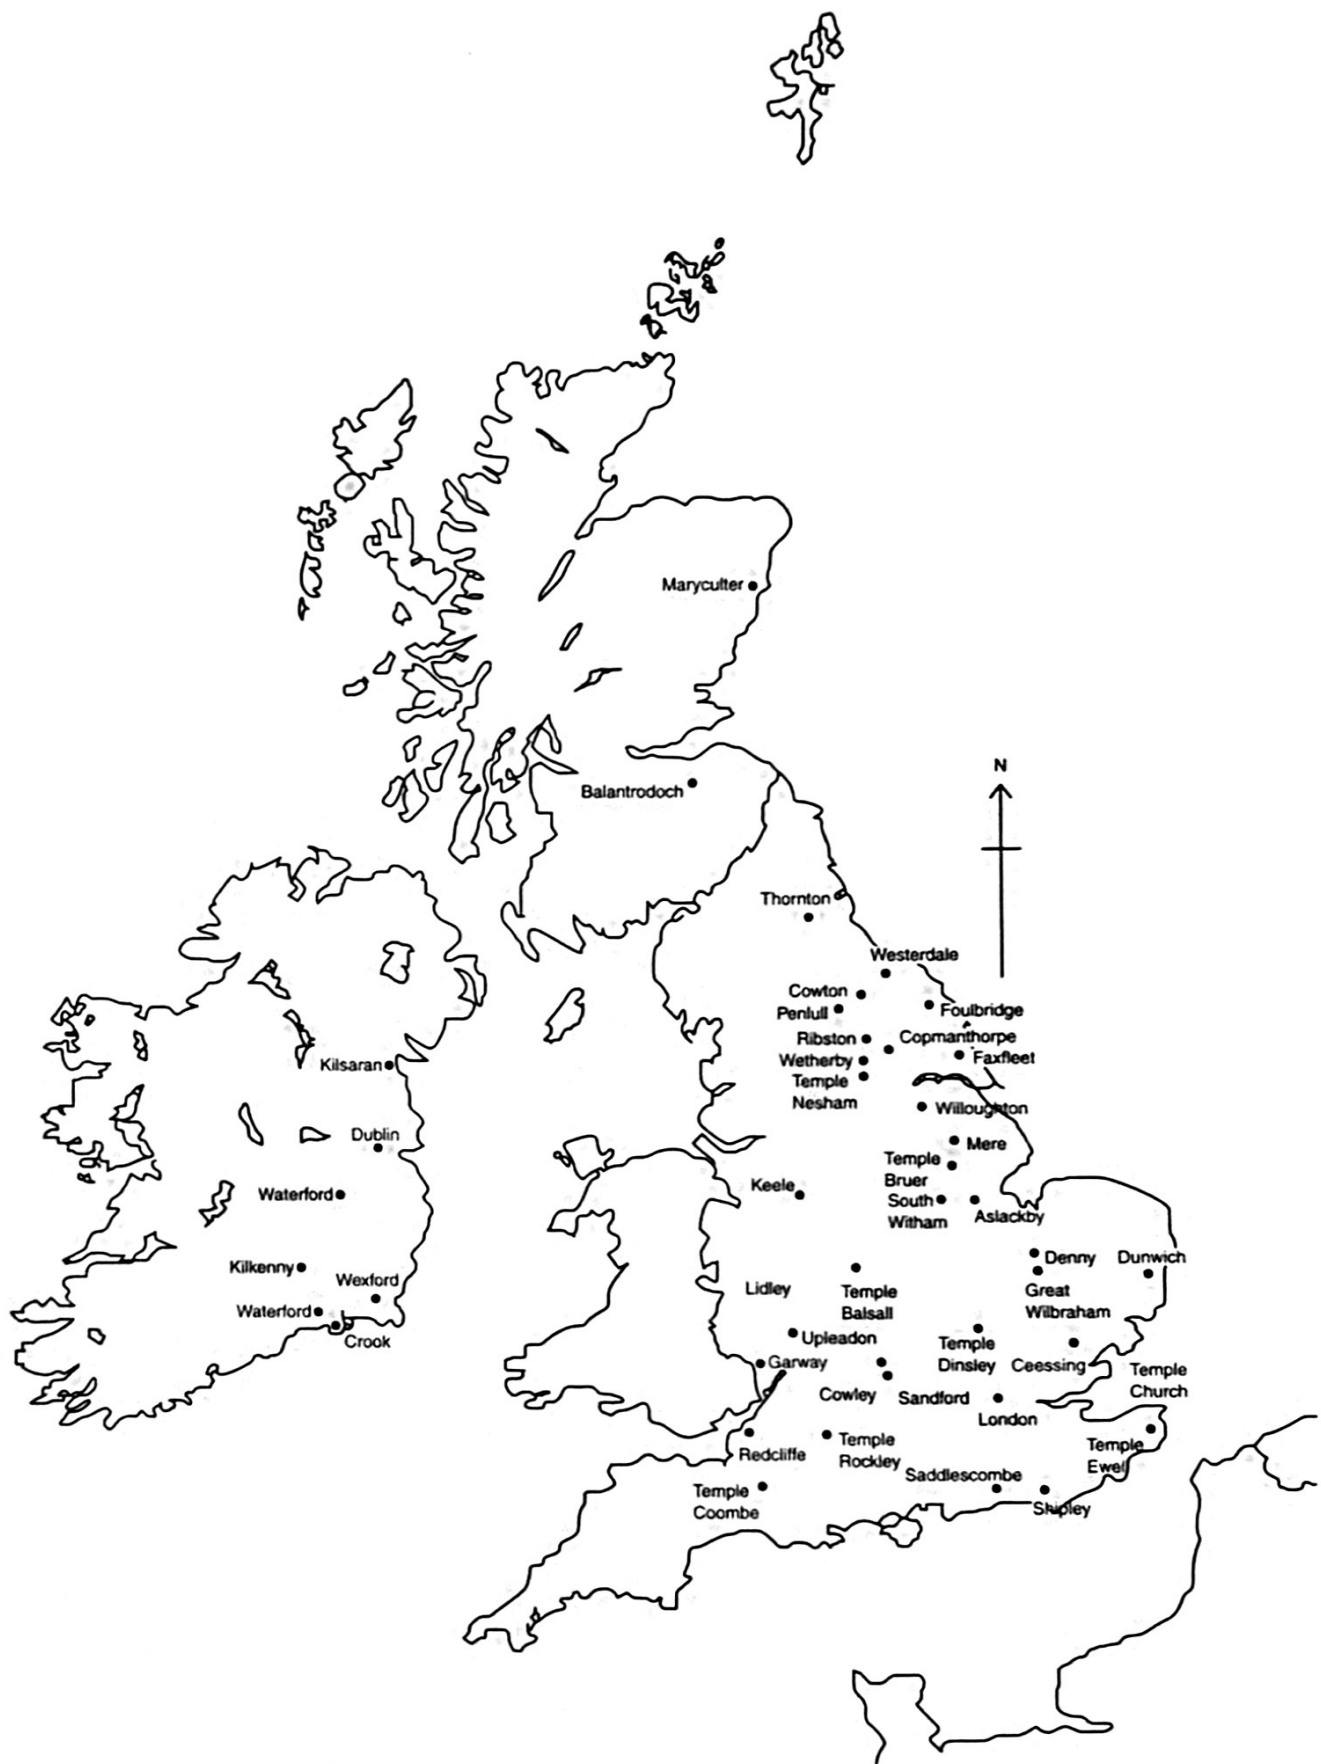 N
Maryculter
Balantrodoch
Thornton
Westerdale
Cowton
Penlull
Foulbridge
Ribston
Copmanthorpe
Wetherby
Faxfleet
Temple
Nesham
Kilsaran
Willoughton
Dublin
Mere
Temple
Bruer
Keele
Waterford
South
Witham
Aslackby
Denny
Dunwich
Kilkenny
Wexford
Lidley
Temple
Balsall
Great
Wilbraham
Waterford
Crook
Upleadon
Temple
Dinsley
Ceessing
Garway
Temple
Church
Cowley
Sandford
London
Redcliffe
Temple
Rockley
Temple
Ewell
Saddlescombe
Temple
Coombe
Shipley